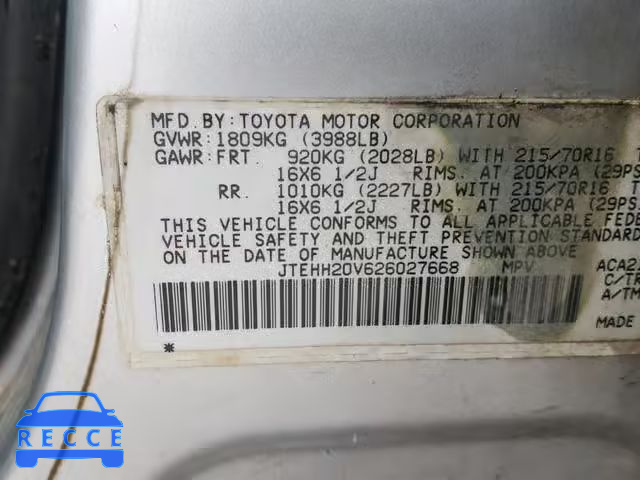 MFD. BY: TOYOTA MOTOR CORPORATION
GVWR: 1809KG (3988LB)
GAWR: FRT. 920KG (2028LB) WITH 215/70R16 T
16X6 1/2J RIMS. AT 200KPA (29PS
RR. 1010KG (2227LB) WITH 215/70R16
16X6 1/2J RIMS. AT 200KPA (29PS
THIS VEHICLE CONFORMS TO ALL APPLICABLE FEDE
VEHICLE SAFETY AND THEFT PREVENTION STANDARD
ON THE DATE OF MANUFACTURE SHOWN ABOVE.
JTEHH20V626027668 MPV ACA2
C/TR
A/TM
MADE
*
RECCE